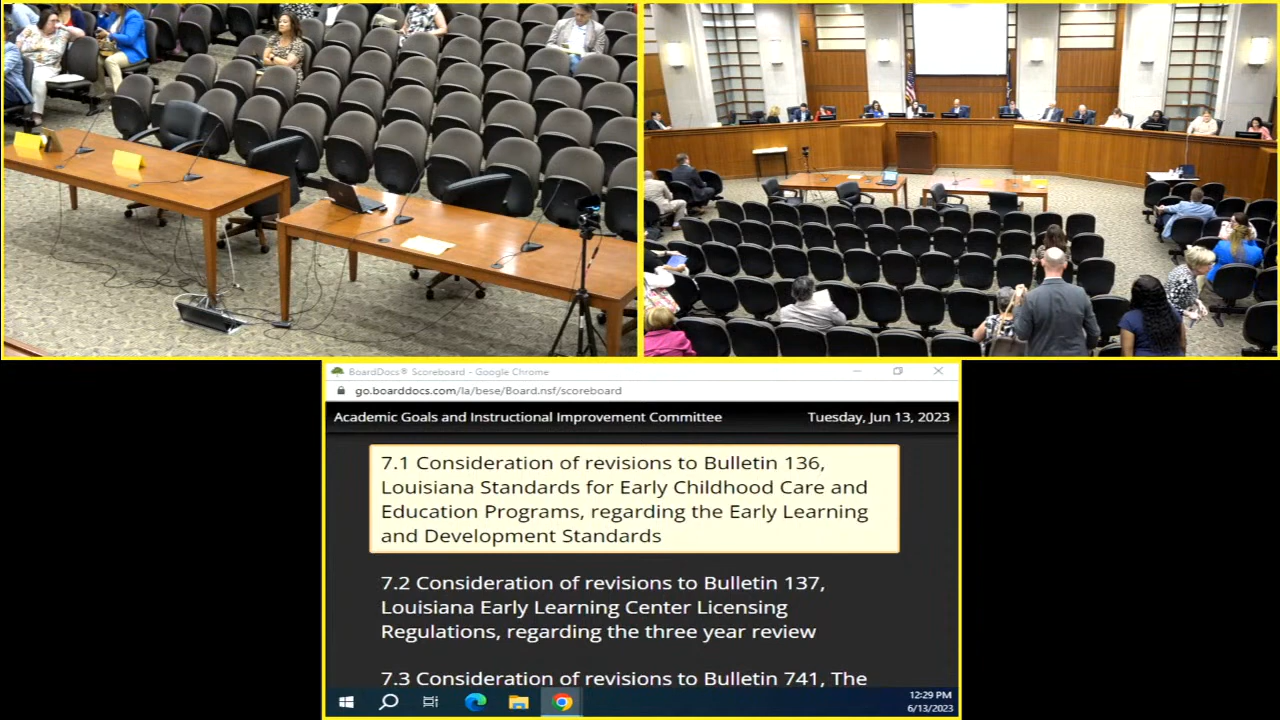 BoardDocs® Scoreboard - Google Chrome
go.boarddocs.com/la/bese/Board.nsf/scoreboard
Academic Goals and Instructional Improvement Committee Tuesday, Jun 13, 2023
7.1 Consideration of revisions to Bulletin 136,
Louisiana Standards for Early Childhood Care and
Education Programs, regarding the Early Learning
and Development Standards
7.2 Consideration of revisions to Bulletin 137,
Louisiana Early Learning Center Licensing
Regulations, regarding the three year review
7.3 Consideration of revisions to Bulletin 741, The
12:29 PM
6/13/2023